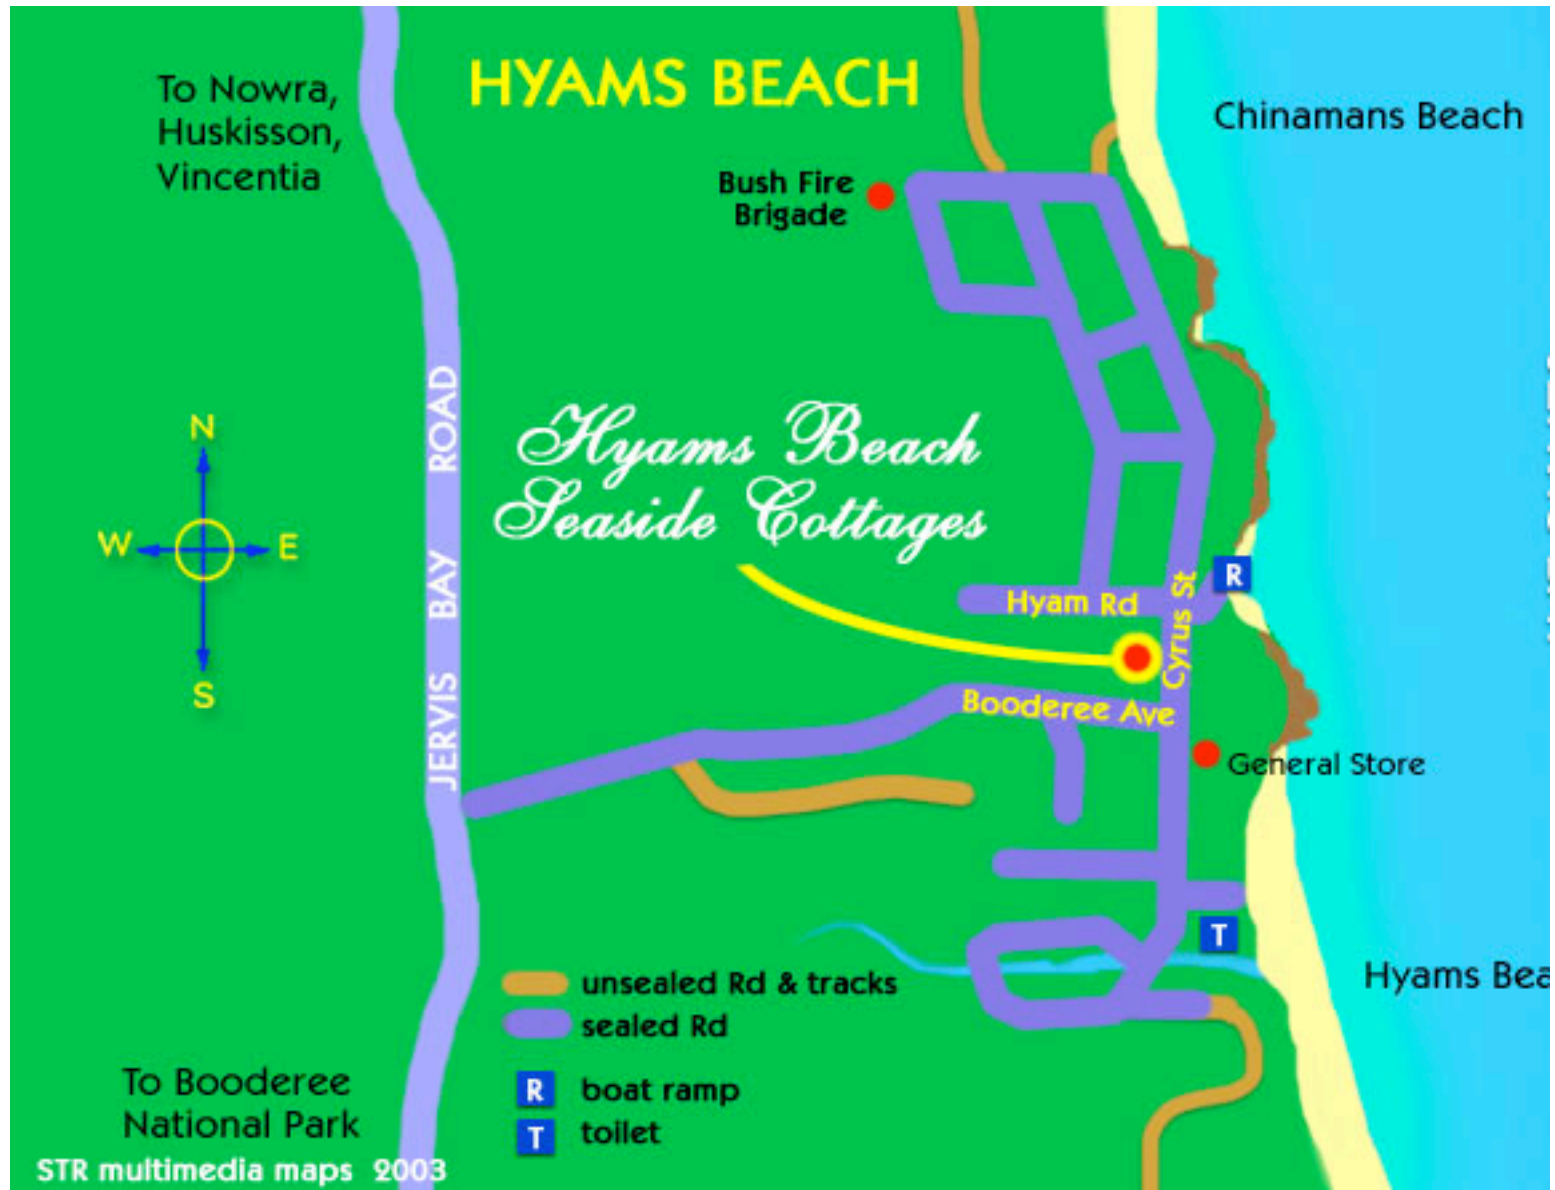 HYAMS BEACH
To Nowra,
Huskisson,
Vincentia
Chinamans Beach
Bush Fire
Brigade
JERVIS BAY ROAD
Hyams Beach
Seaside Cottages
N
W
E
S
R
Hyam Rd
Cyrus St
Booderee Ave
General Store
T
Hyams Bea
unsealed Rd & tracks
sealed Rd
R boat ramp
T toilet
To Booderee
National Park
STR multimedia maps 2003